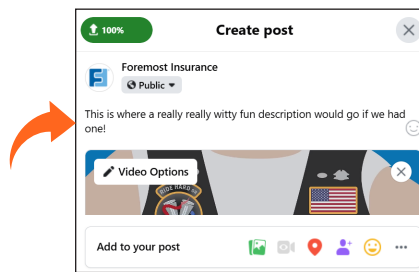 100%
Create post
Foremost Insurance
Public
This is where a really really witty fun description would go if we had
one!
Video Options
RIDE HARD
Add to your post